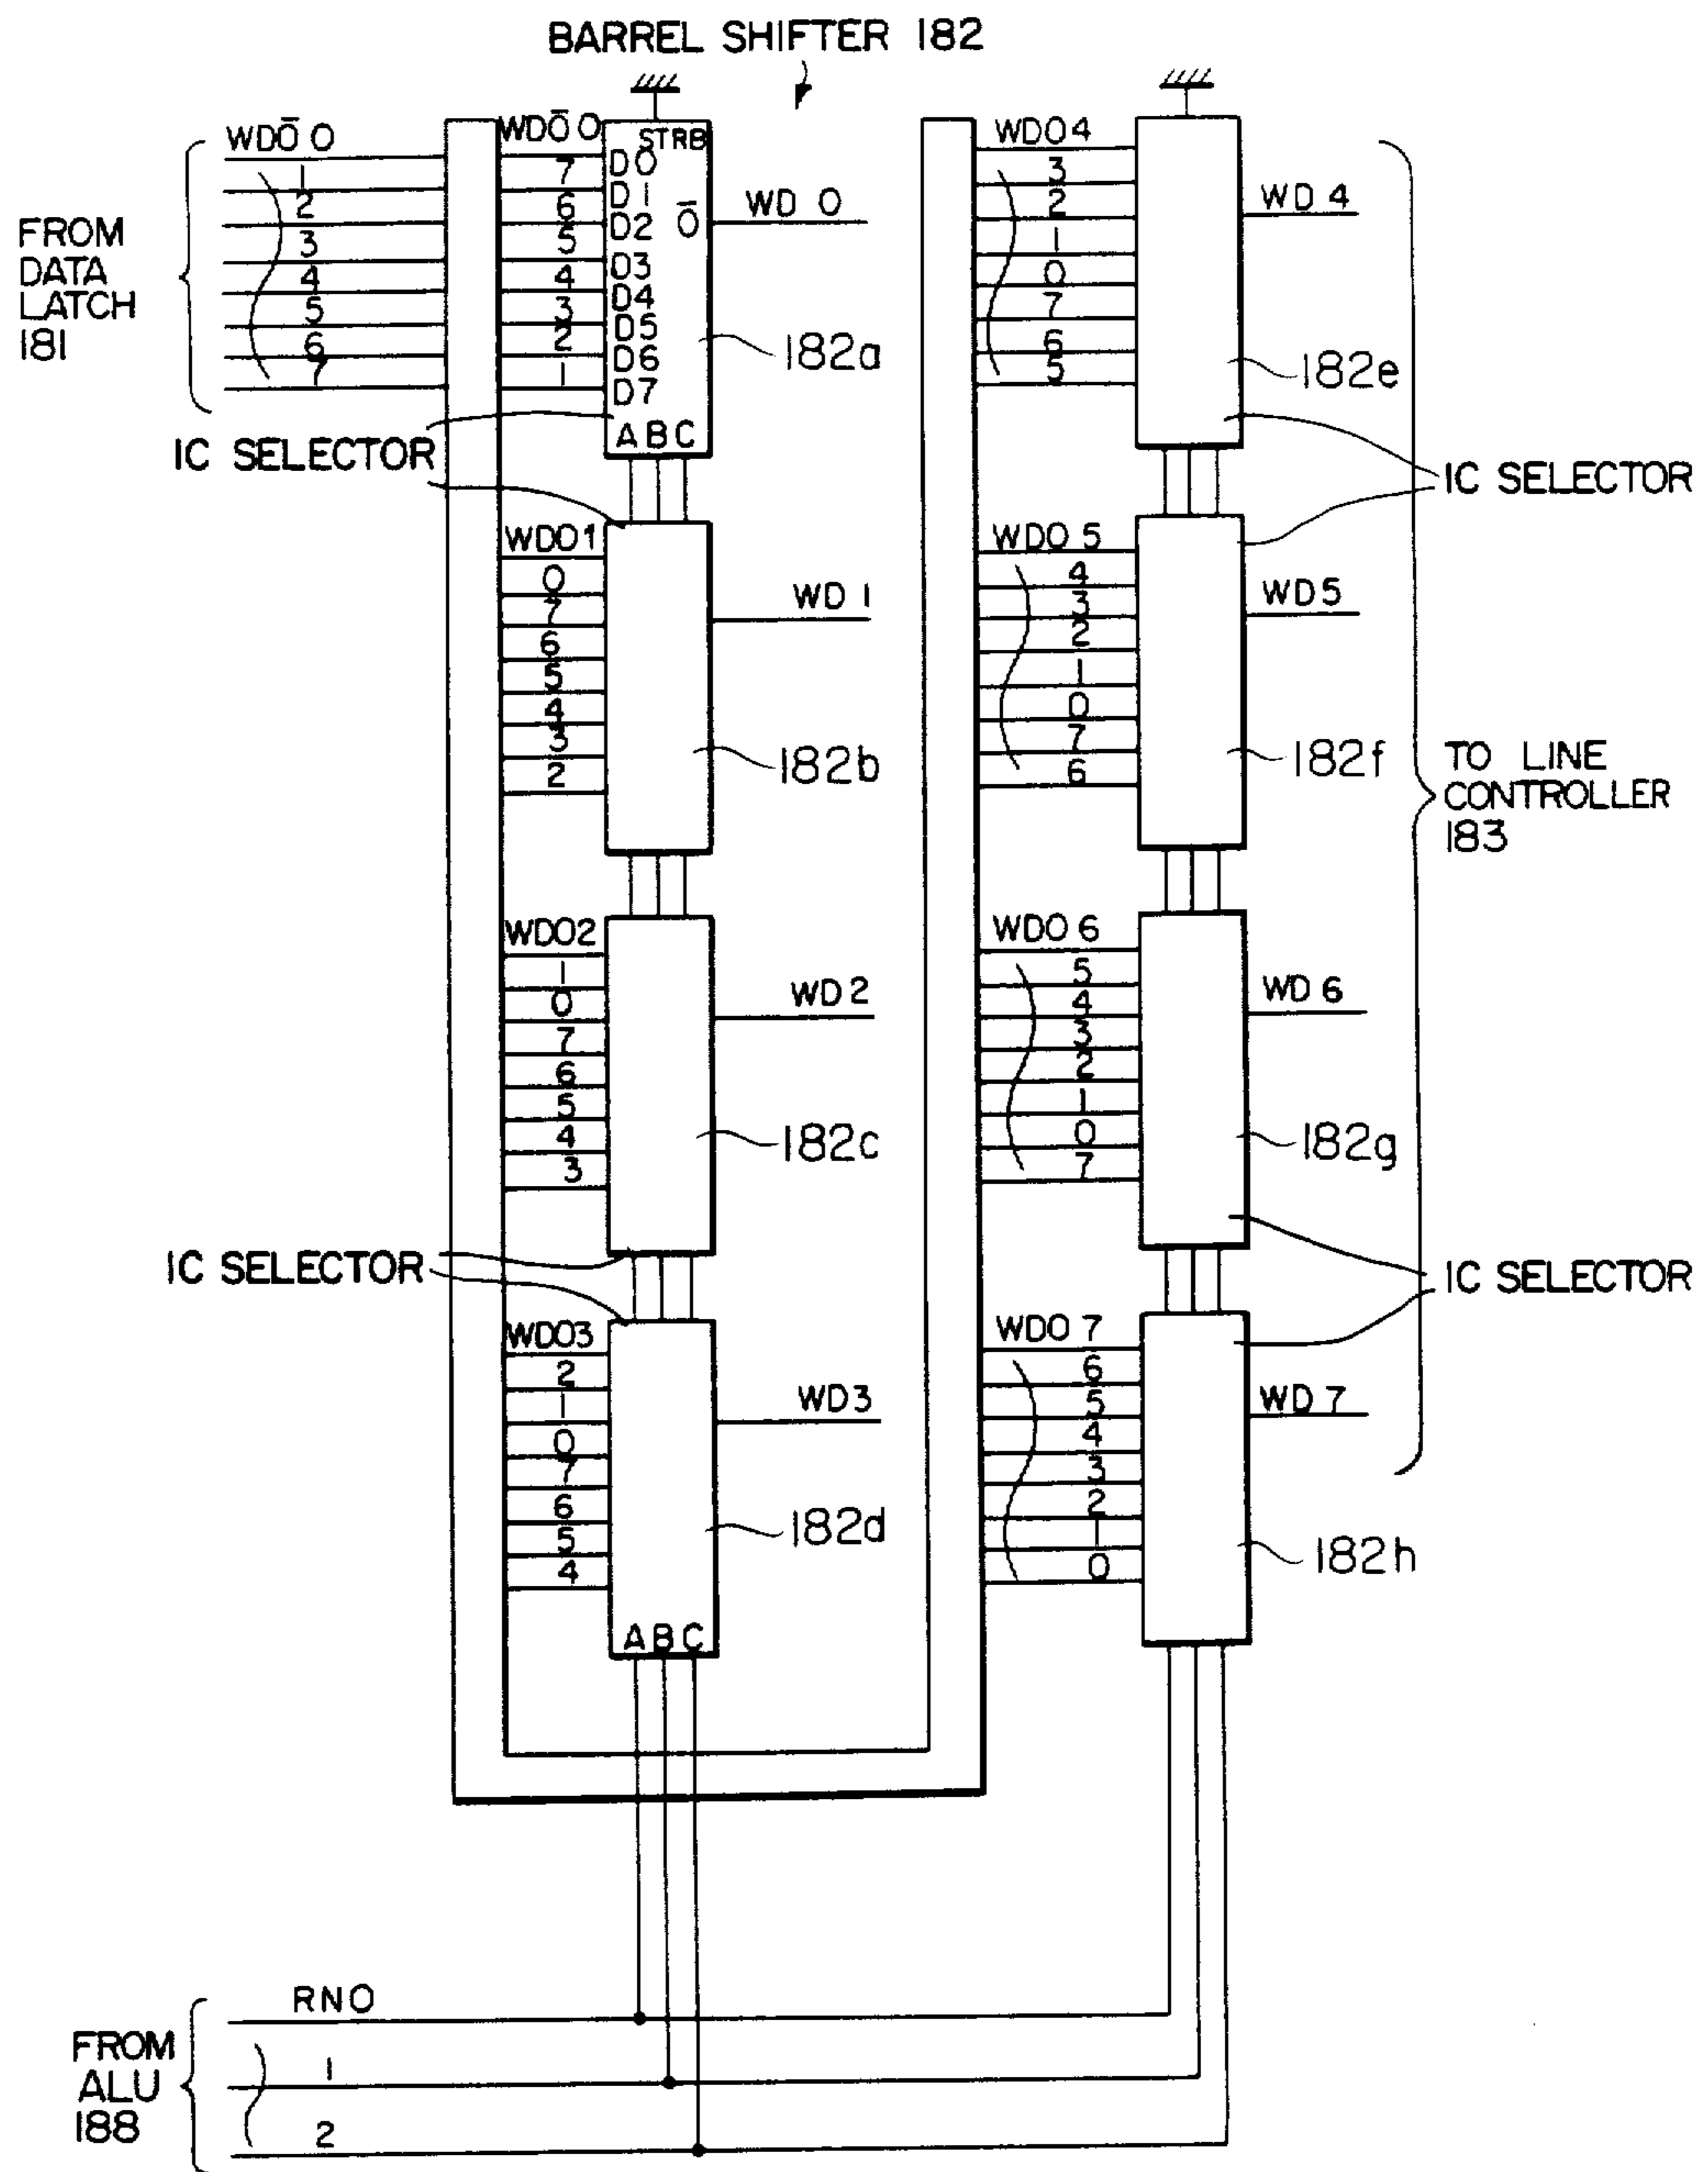 BARREL SHIFTER 182
FROM
DATA
LATCH
181
WDO̅ 0
1
2
3
4
5
6
7
WDO̅ 0
7
6
5
4
3
2
1
STRB
D0
D1
D2
D3
D4
D5
D6
D7
O̅
A B C
WD 0
182a
IC SELECTOR
WDO1
0
7
6
5
4
3
2
WD 1
182b
WDO2
1
0
7
6
5
4
3
WD 2
182c
IC SELECTOR
WDO3
2
1
0
7
6
5
4
A B C
WD3
182d
WDO4
3
2
1
0
7
6
5
WD 4
182e
IC SELECTOR
WDO 5
4
3
2
1
0
7
6
WD5
182f
TO LINE
CONTROLLER
183
WDO 6
5
4
3
2
1
0
7
WD 6
182g
IC SELECTOR
WDO 7
6
5
4
3
2
1
0
WD 7
182h
FROM
ALU
188
RN0
1
2